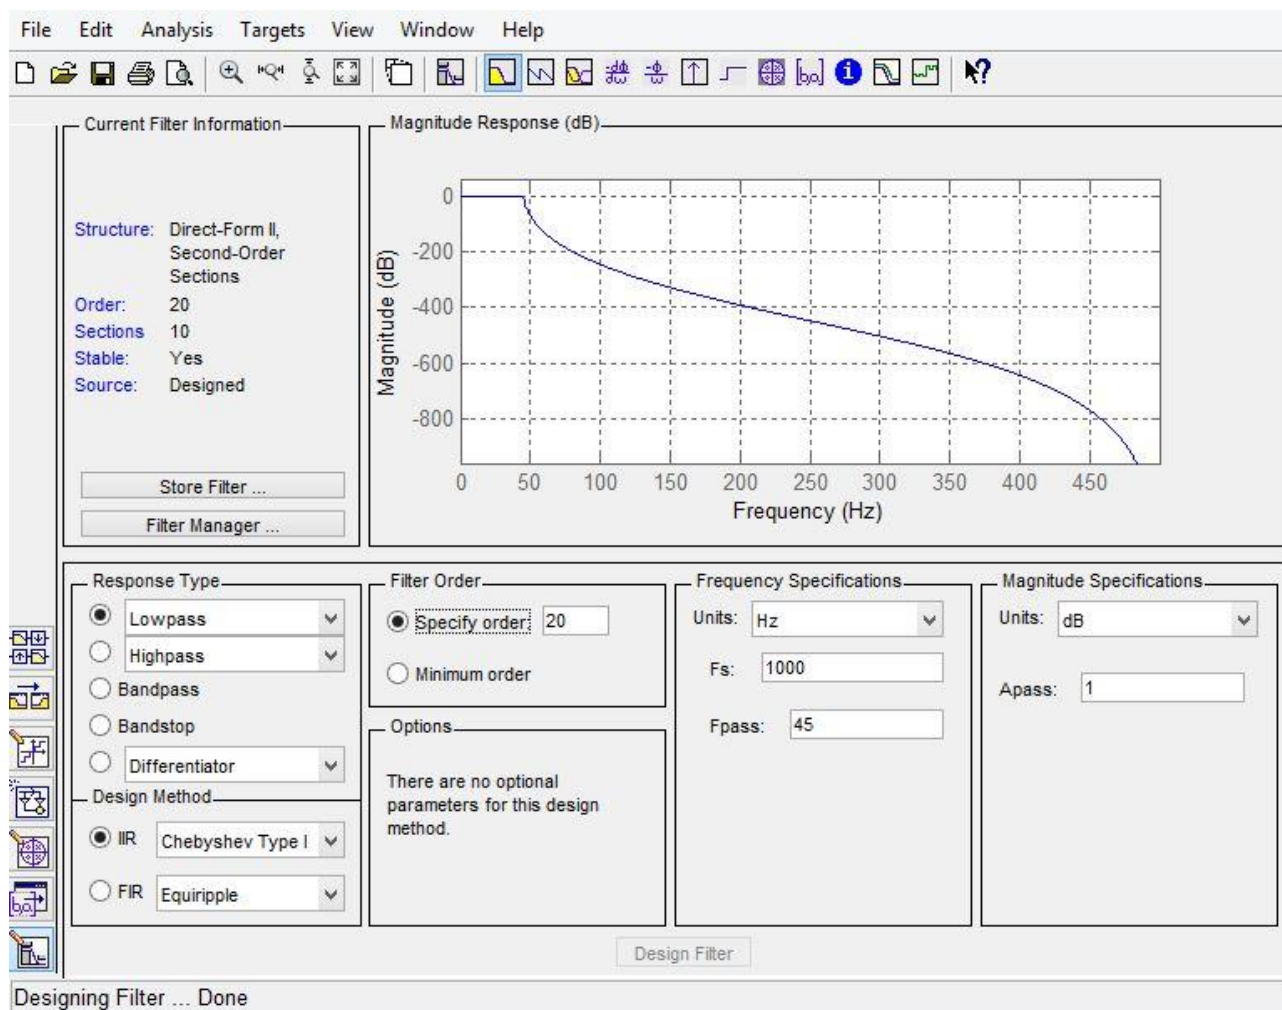 File Edit Analysis Targets View Window Help
Current Filter Information
Structure: Direct-Form II,
Second-Order
Sections
Order: 20
Sections 10
Stable: Yes
Source: Designed
Store Filter ...
Filter Manager ...
Magnitude Response (dB)
Magnitude (dB)
0
-200
-400
-600
-800
0 50 100 150 200 250 300 350 400 450
Frequency (Hz)
Response Type
Lowpass
Highpass
Bandpass
Bandstop
Differentiator
Design Method
IIR Chebyshev Type I
FIR Equiripple
Filter Order
Specify order: 20
Minimum order
Options
There are no optional
parameters for this design
method.
Frequency Specifications
Units: Hz
Fs: 1000
Fpass: 45
Magnitude Specifications
Units: dB
Apass: 1
Design Filter
Designing Filter ... Done